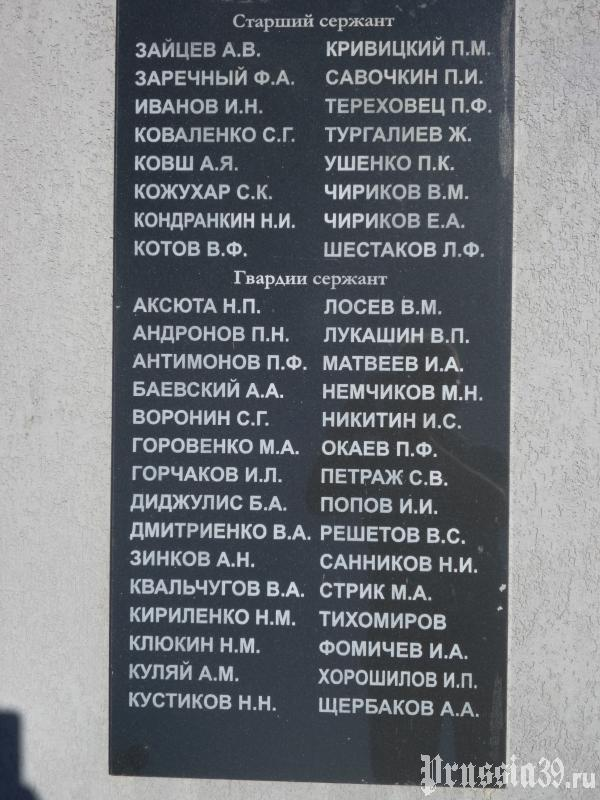 Старший сержант
ЗАЙЦЕВ А.В.
ЗАРЕЧНЫЙ Ф.А.
ИВАНОВ И.Н.
КОВАЛЕНКО С.Г.
КОВШ А.Я.
КОЖУХАР С.К.
КОНДРАНКИН Н.И.
КОТОВ В.Ф.
КРИВИЦКИЙ П.М.
САВОЧКИН П.И.
ТЕРЕХОВЕЦ П.Ф.
ТУРГАЛИЕВ Ж.
УШЕНКО П.К.
ЧИРИКОВ В.М.
ЧИРИКОВ Е.А.
ШЕСТАКОВ Л.Ф.
Гвардии сержант
АКСЮТА Н.П.
АНДРОНОВ П.Н.
АНТИМОНОВ П.Ф.
БАЕВСКИЙ А.А.
ВОРОНИН С.Г.
ГОРОВЕНКО М.А.
ГОРЧАКОВ И.Л.
ДИДЖУЛИС Б.А.
ДМИТРИЕНКО В.А.
ЗИНКОВ А.Н.
КВАЛЬЧУГОВ В.А.
КИРИЛЕНКО Н.М.
КЛЮКИН Н.М.
КУЛЯЙ А.М.
КУСТИКОВ Н.Н.
ЛОСЕВ В.М.
ЛУКАШИН В.П.
МАТВЕЕВ И.А.
НЕМЧИКОВ М.Н.
НИКИТИН И.С.
ОКАЕВ П.Ф.
ПЕТРАЖ С.В.
ПОПОВ И.И.
РЕШЕТОВ В.С.
САННИКОВ Н.И.
СТРИК М.А.
ТИХОМИРОВ
ФОМИЧЕВ И.А.
ХОРОШИЛОВ И.П.
ЩЕРБАКОВ А.А.
Prussia39.ru